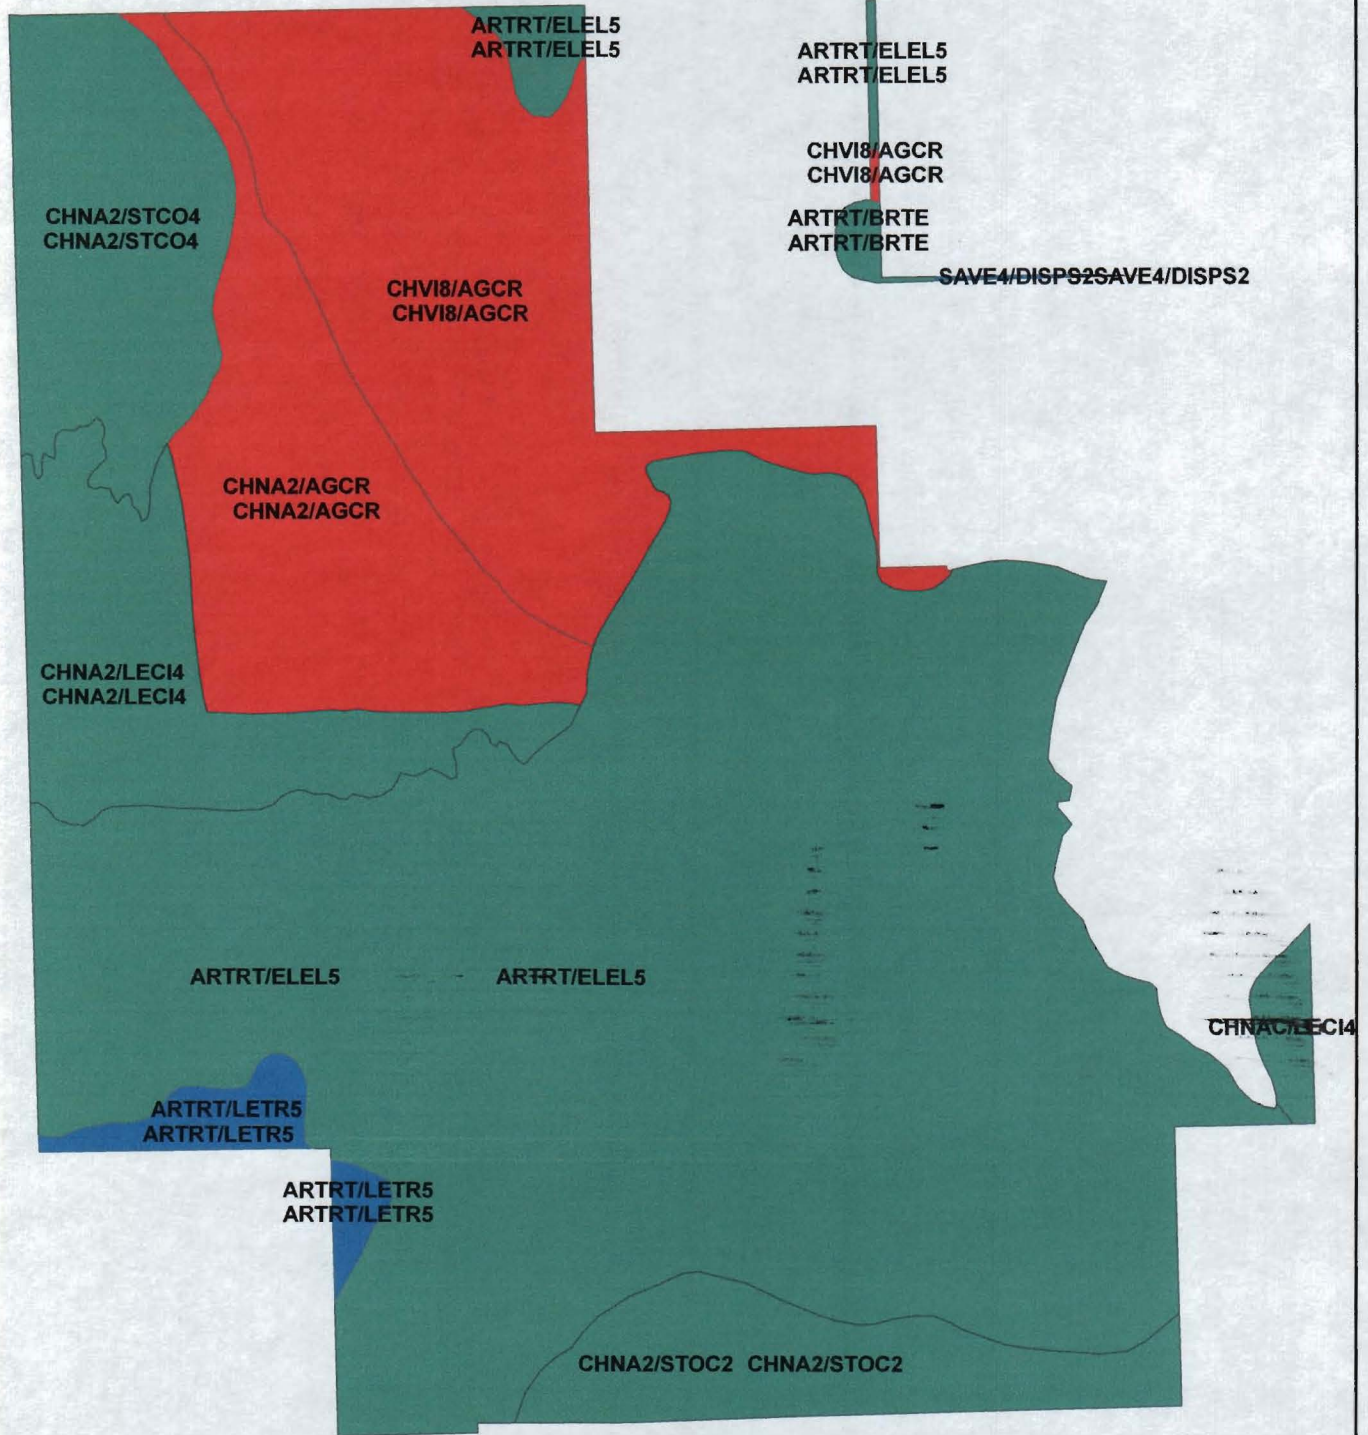 ARTRT/ELEL5
ARTRT/ELEL5
ARTRT/ELEL5
ARTRT/ELEL5
CHVI8/AGCR
CHVI8/AGCR
CHNA2/STCO4
CHNA2/STCO4
ARTRT/BRTE
ARTRT/BRTE
SAVE4/DISPS2SAVE4/DISPS2
CHVI8/AGCR
CHVI8/AGCR
CHNA2/AGCR
CHNA2/AGCR
CHNA2/LECI4
CHNA2/LECI4
ARTRT/ELEL5 ARTRT/ELEL5
CHNAC/LECI4
ARTRT/LETR5
ARTRT/LETR5
ARTRT/LETR5
ARTRT/LETR5
CHNA2/STOC2 CHNA2/STOC2